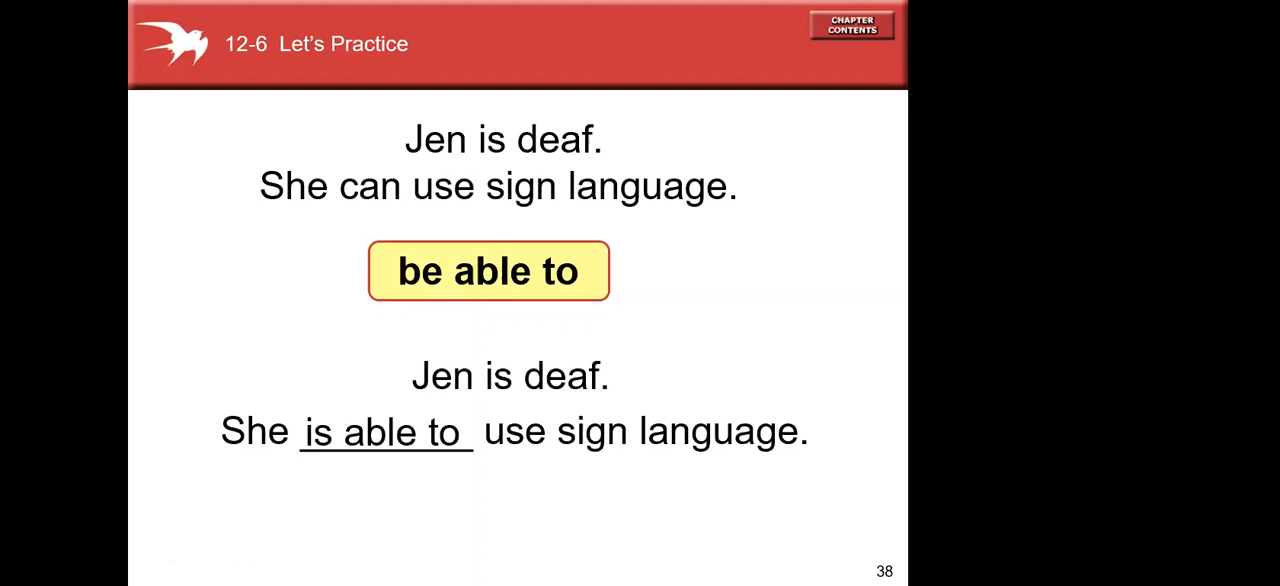 CHAPTER
CONTENTS
12-6 Let's Practice
Jen is deaf.
She can use sign language.
be able to
Jen is deaf.
She is able to use sign language.
38